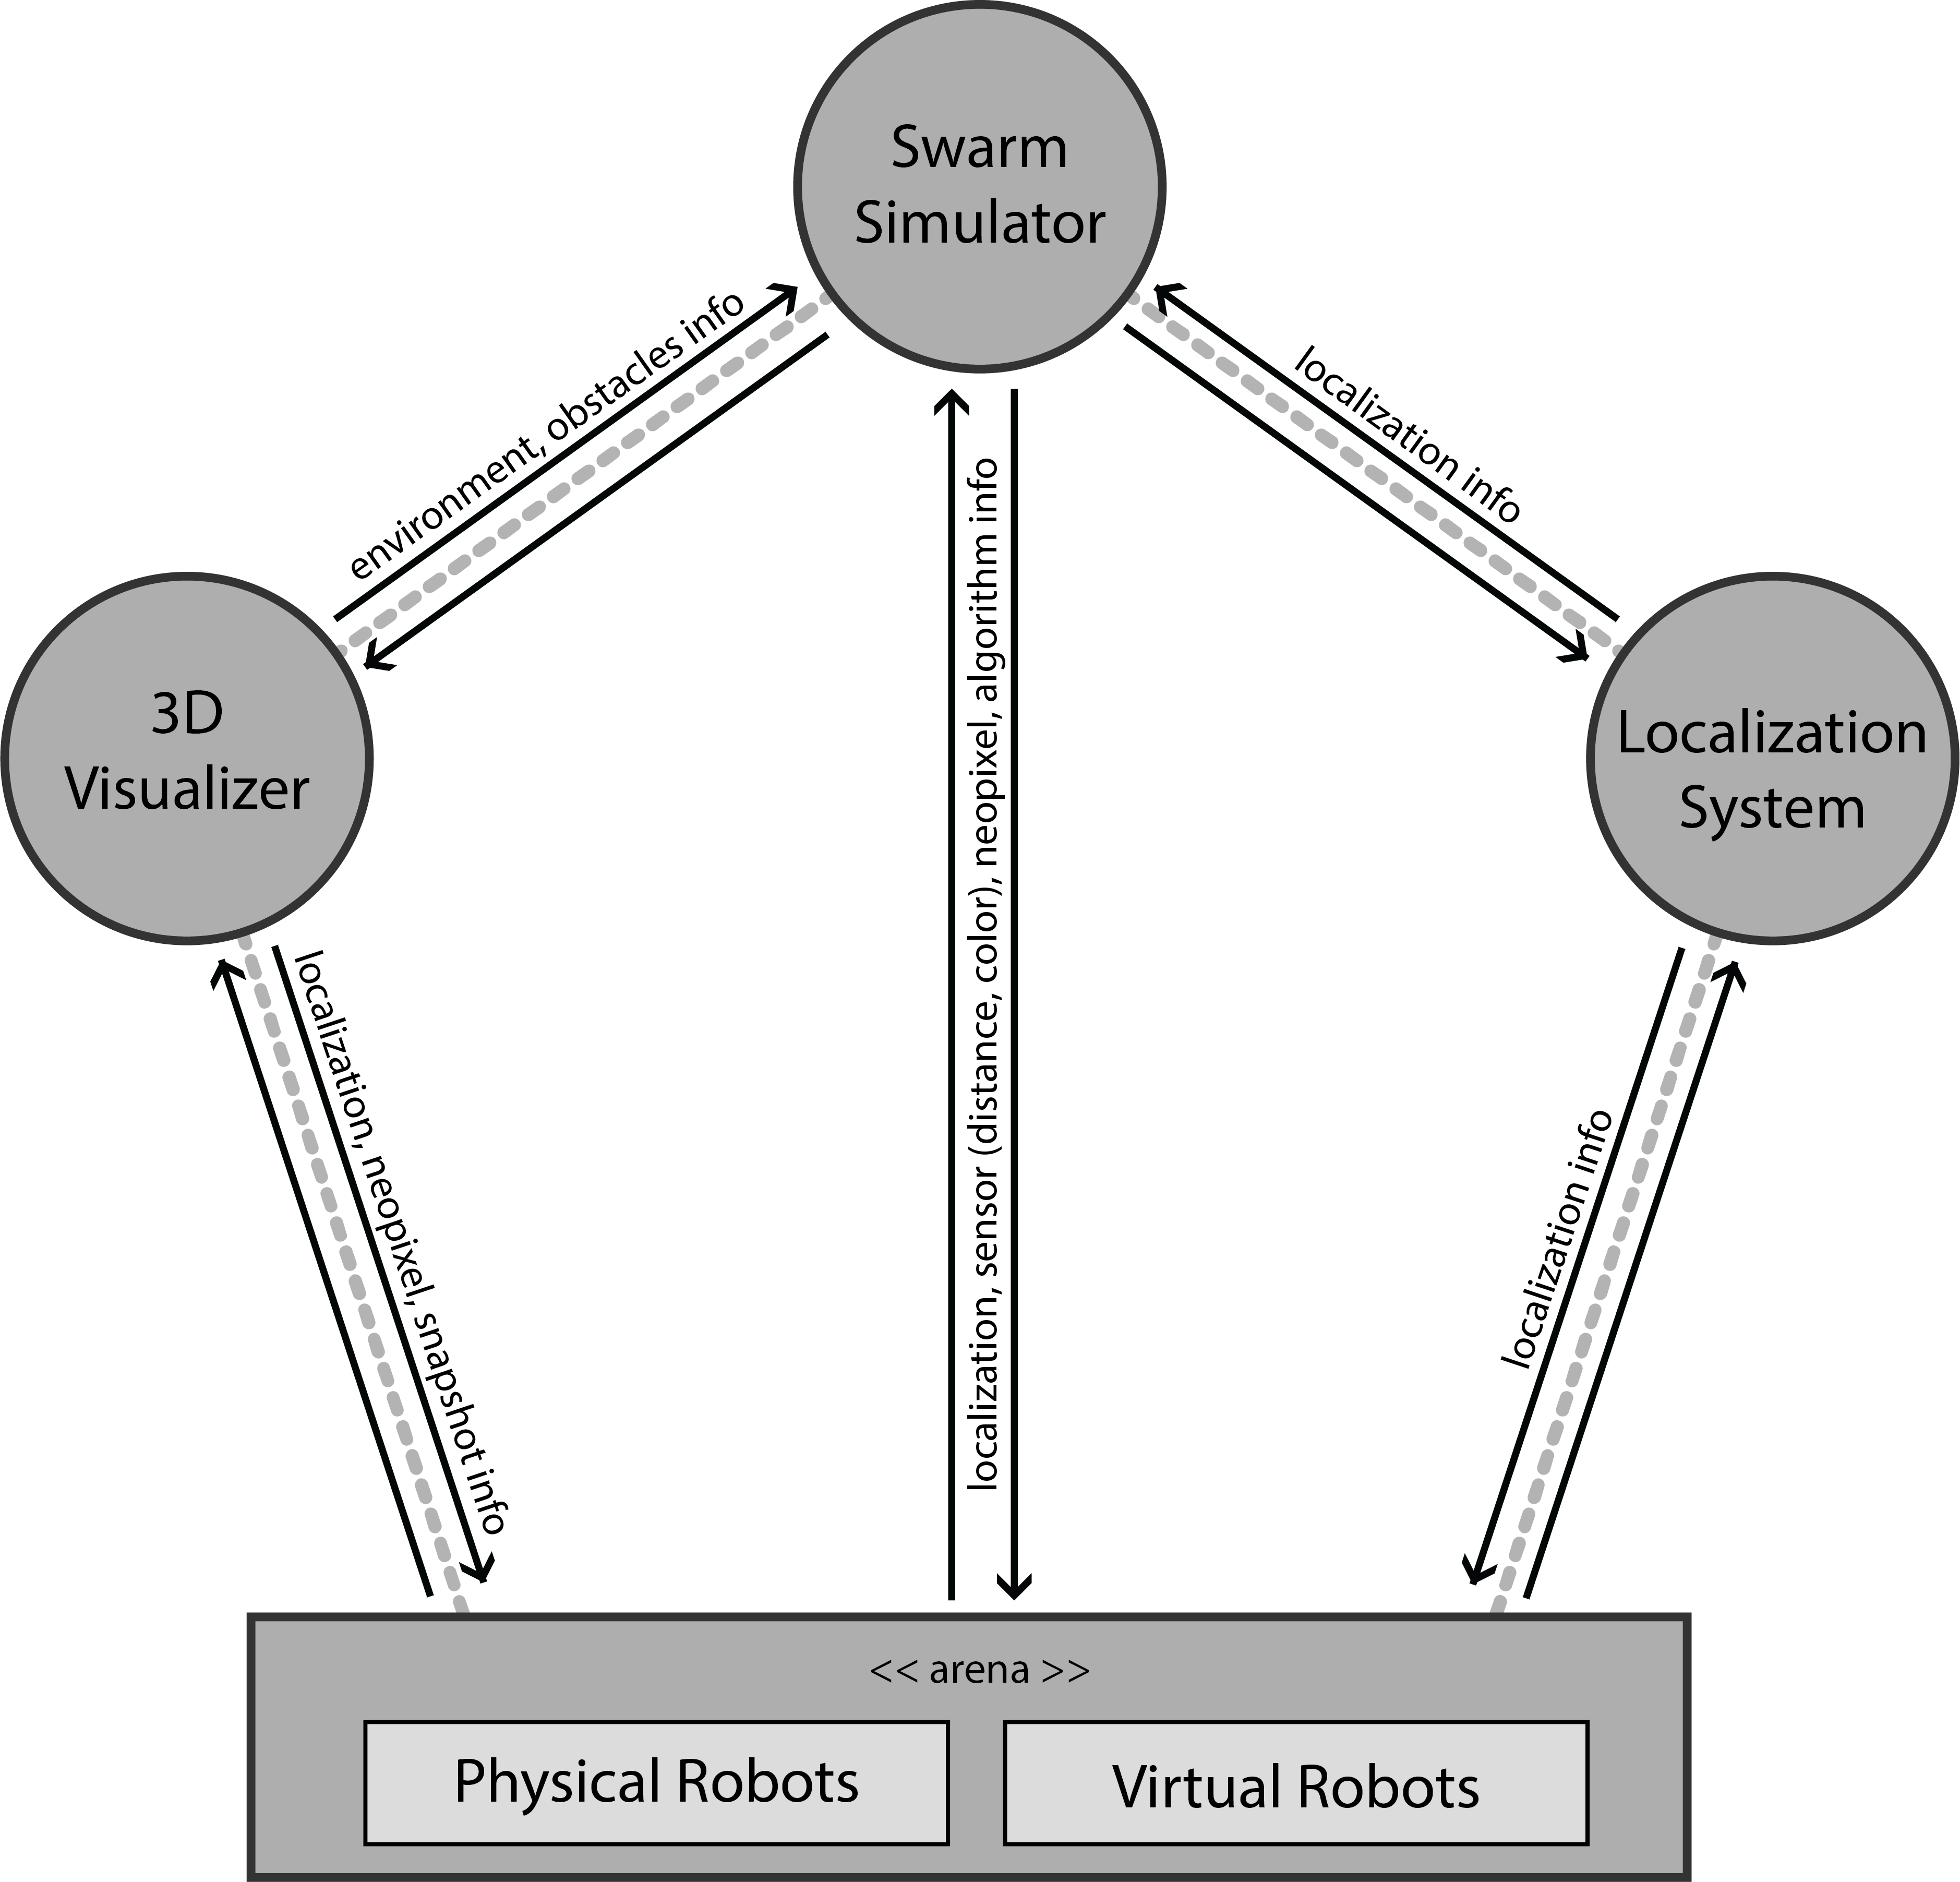 Swarm
Simulator
environment, obstacles info
localization info
3D
Visualizer
localization, sensor (distance, color), neopixel, algorithm info
Localization
System
localization, neopixel, snapshot info
localization info
<< arena >>
Physical Robots
Virtual Robots